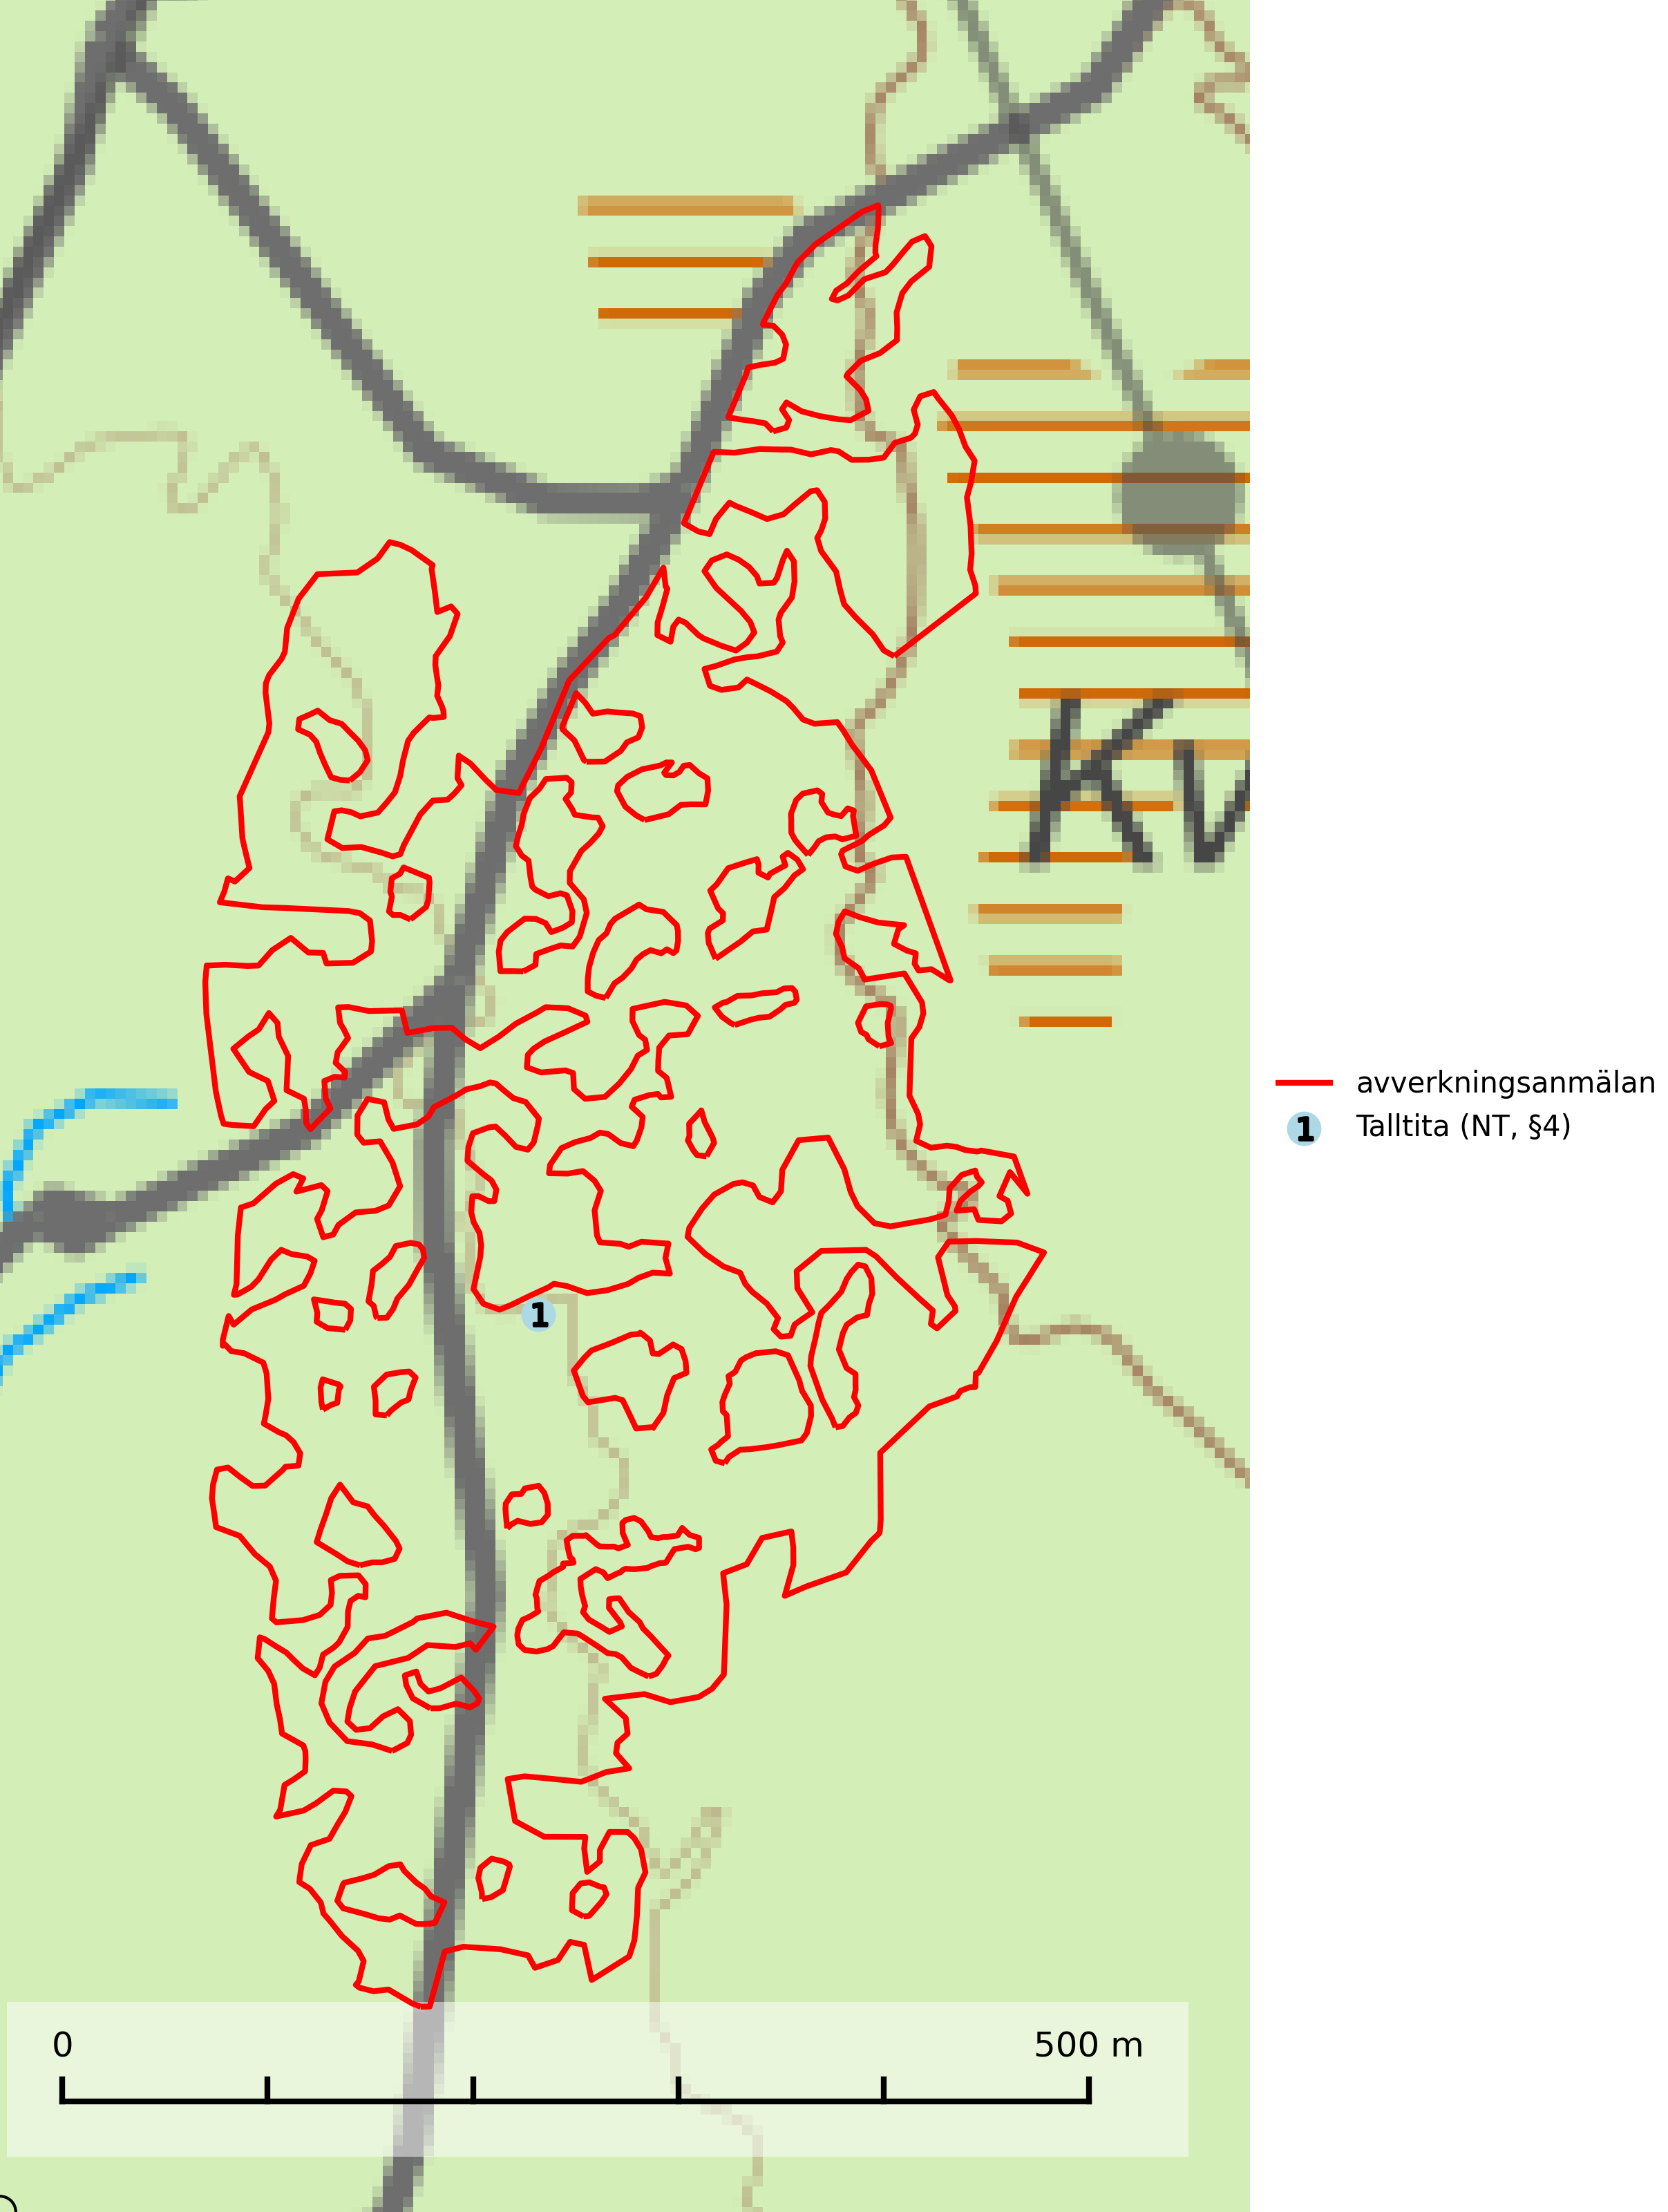 Kv
avverkningsanmälan
1 Talltita (NT, §4)
1
0 500 m